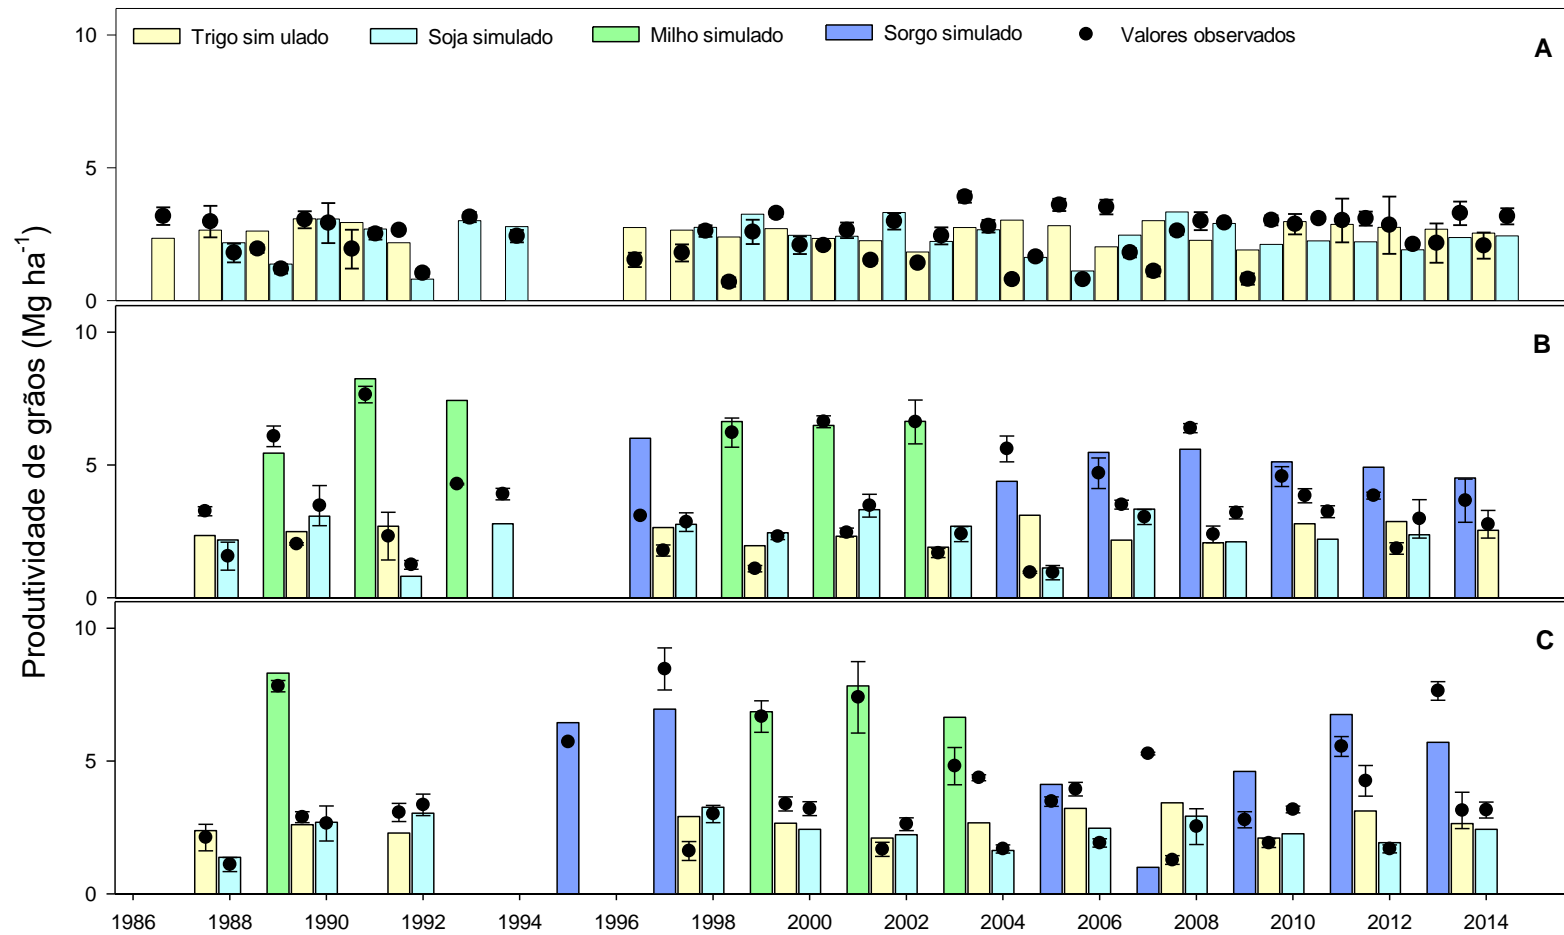 10
Trigo sim ulado
Soja simulado
Milho simulado
Sorgo simulado
Valores observados
A
5
0
Produtividade de grãos (Mg ha⁻¹)
10
B
5
0
10
C
5
0
1986 1988 1990 1992 1994 1996 1998 2000 2002 2004 2006 2008 2010 2012 2014